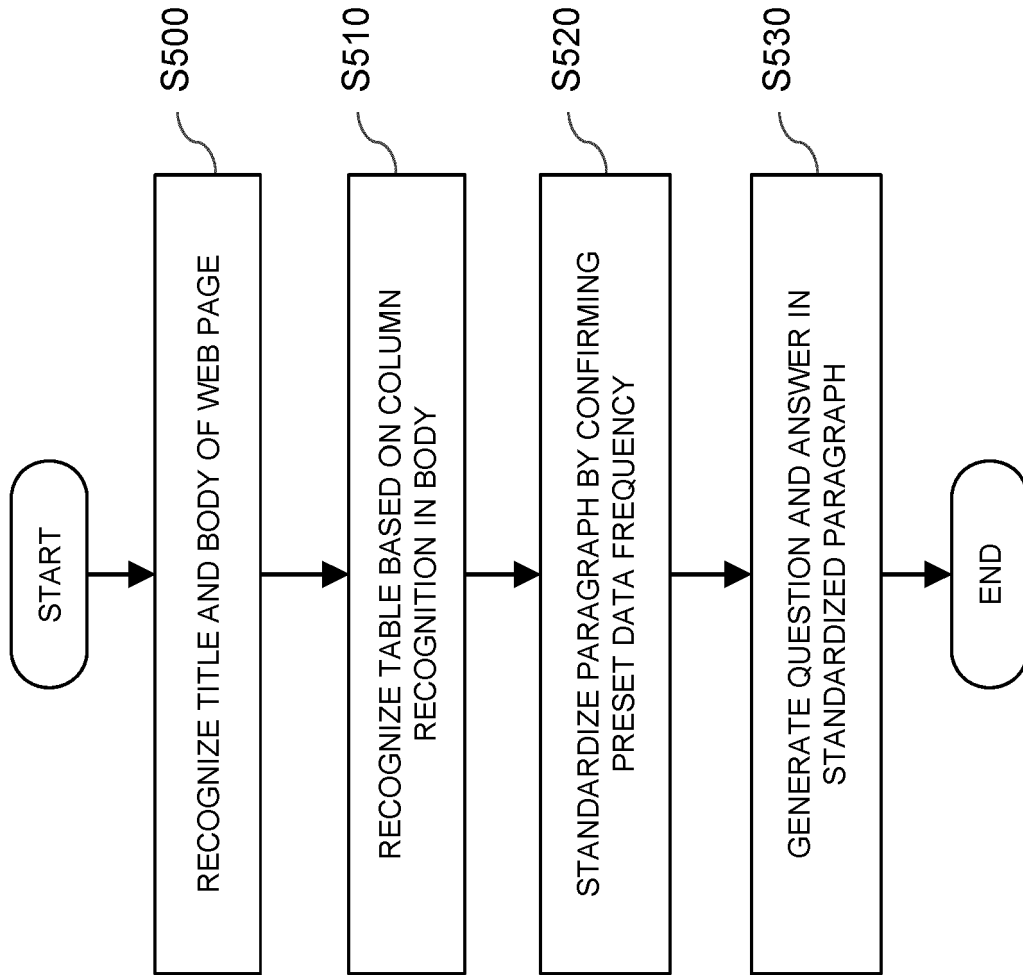 START
RECOGNIZE TITLE AND BODY OF WEB PAGE
S500
RECOGNIZE TABLE BASED ON COLUMN
RECOGNITION IN BODY
S510
STANDARDIZE PARAGRAPH BY CONFIRMING
PRESET DATA FREQUENCY
S520
GENERATE QUESTION AND ANSWER IN
STANDARDIZED PARAGRAPH
S530
END